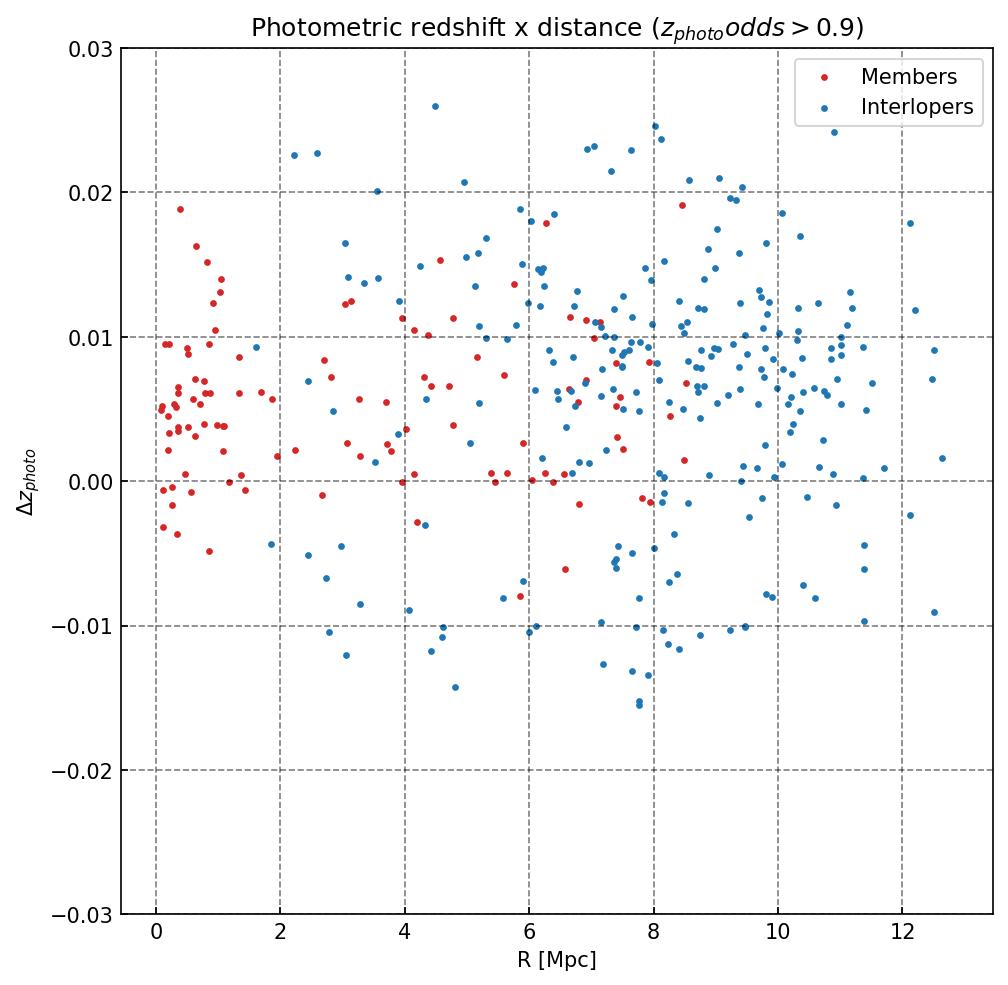 Photometric redshift x distance (z_photo odds > 0.9)
Members
Interlopers
0.03
0.02
0.01
0.00
−0.01
−0.02
−0.03
Δz_photo
0 2 4 6 8 10 12
R [Mpc]